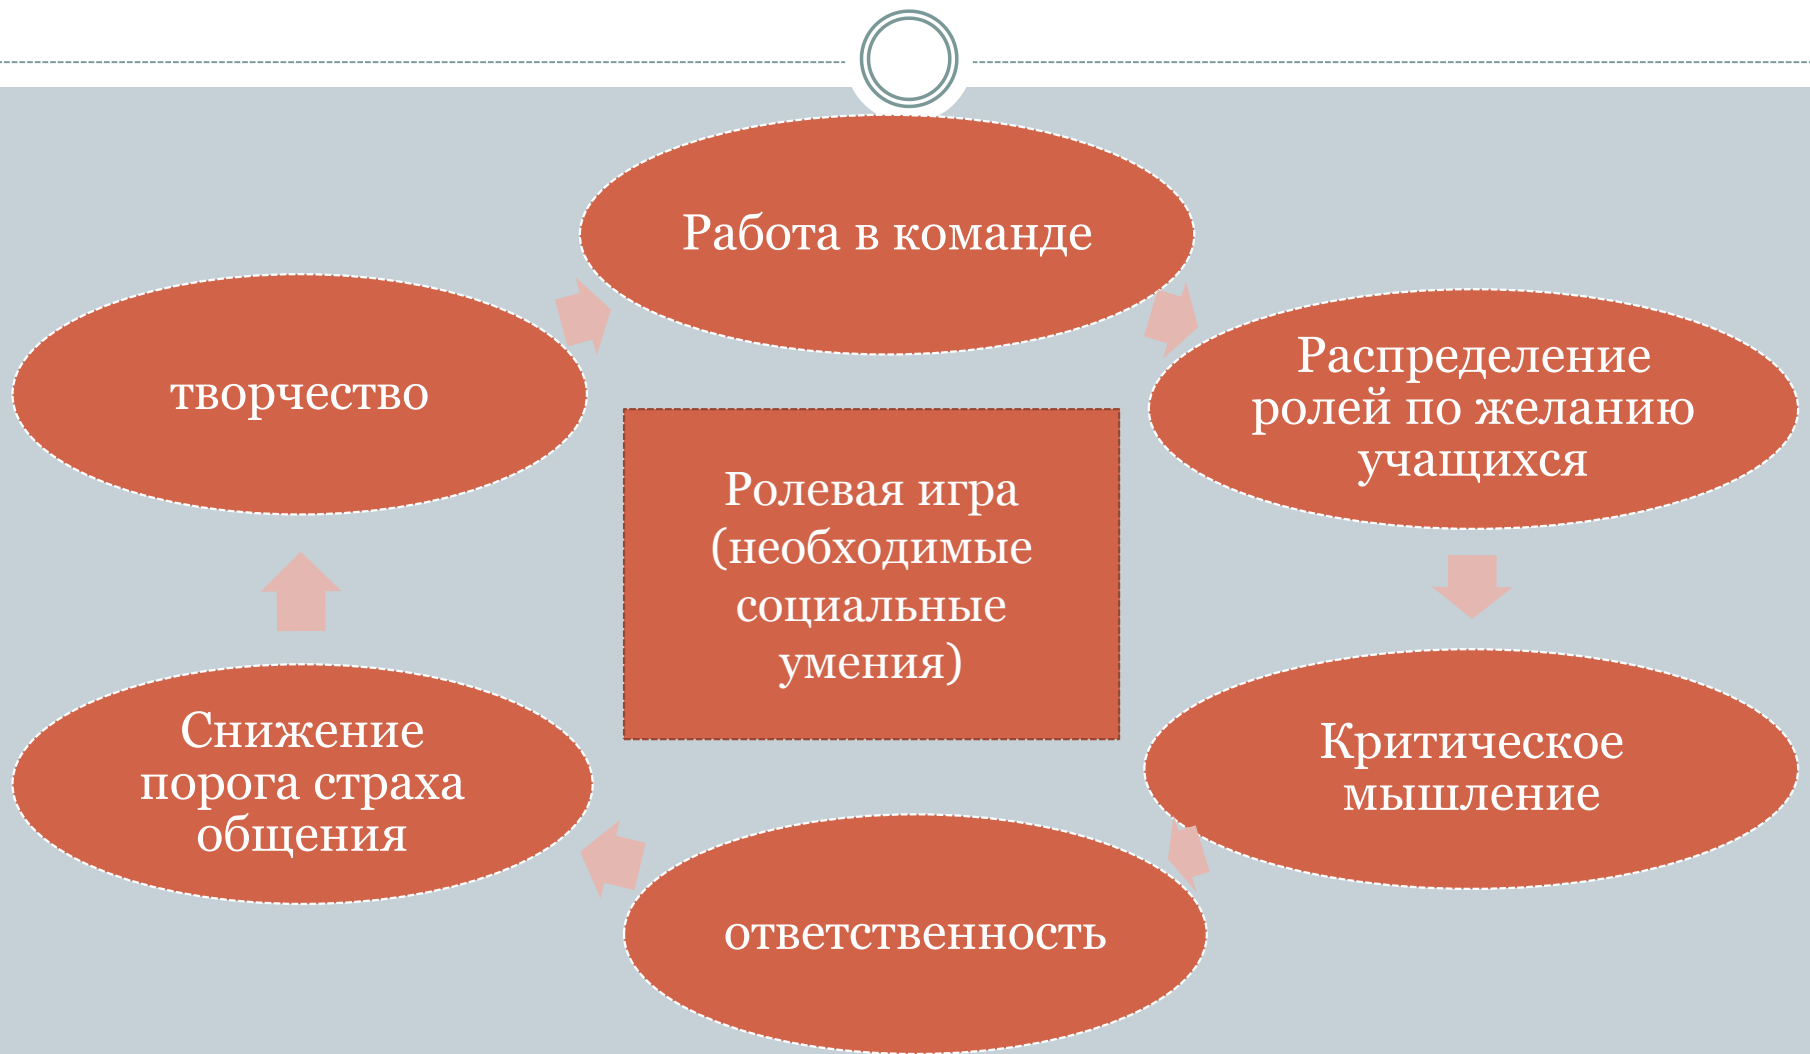 Работа в команде
Распределение
ролей по желанию
учащихся
Критическое
мышление
ответственность
Снижение
порога страха
общения
творчество
Ролевая игра
(необходимые
социальные
умения)